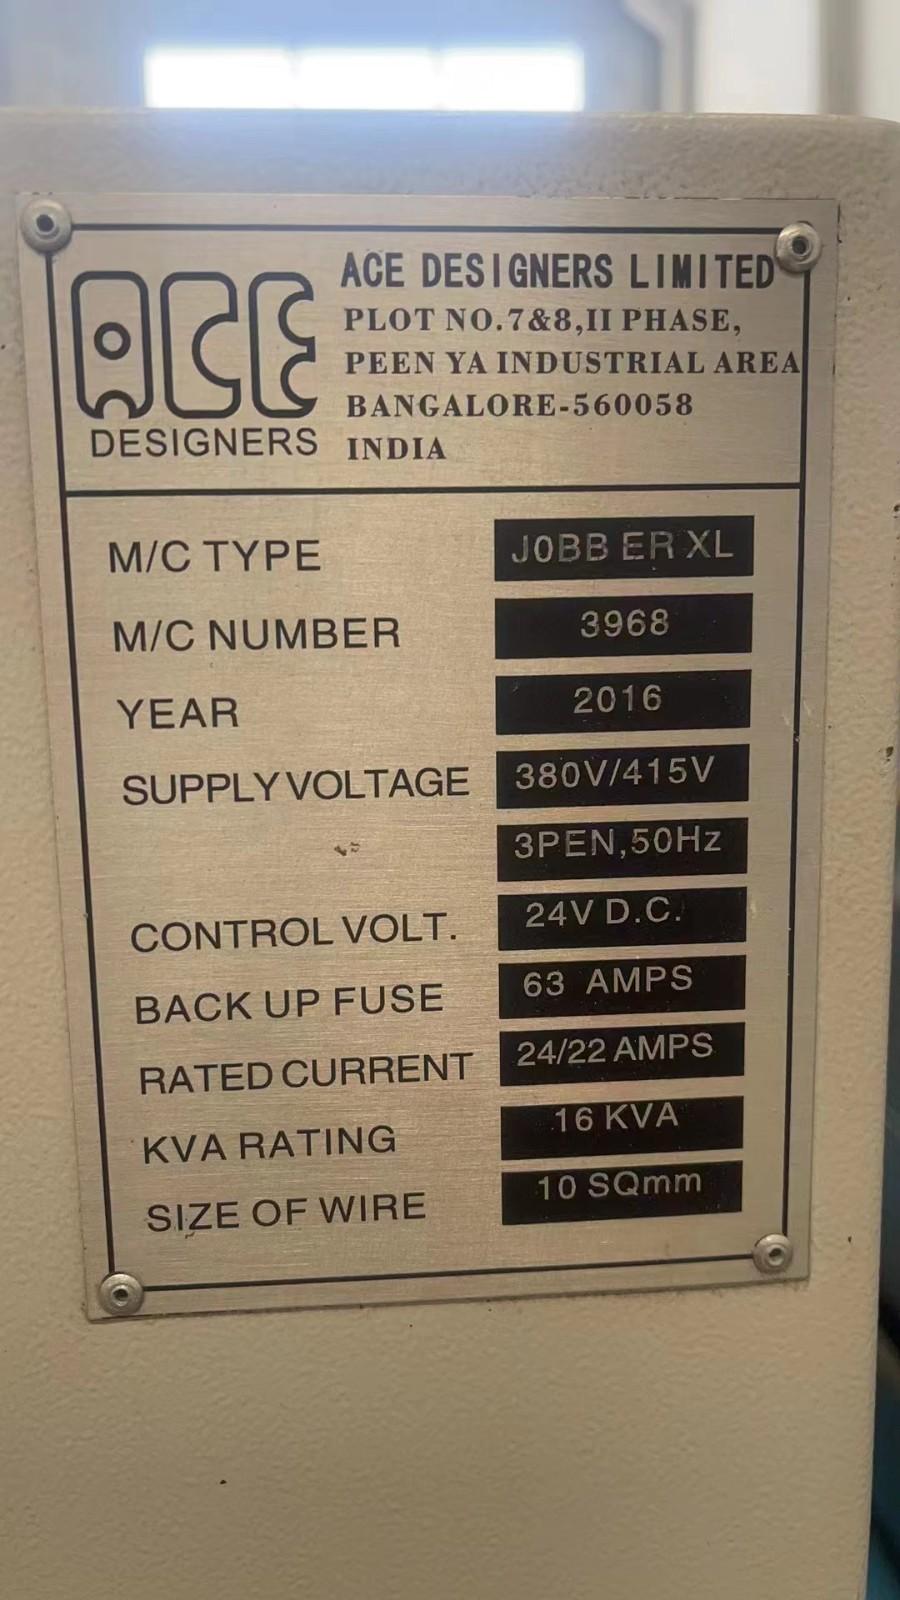 ACE DESIGNERS
ACE DESIGNERS LIMITED
PLOT NO.7&8,II PHASE,
PEEN YA INDUSTRIAL AREA
BANGALORE-560058
INDIA
M/C TYPE J0BB ER XL
M/C NUMBER 3968
YEAR 2016
SUPPLY VOLTAGE 380V/415V
3PEN,50Hz
CONTROL VOLT. 24V D.C.
BACK UP FUSE 63 AMPS
RATED CURRENT 24/22 AMPS
KVA RATING 16 KVA
SIZE OF WIRE 10 SQmm